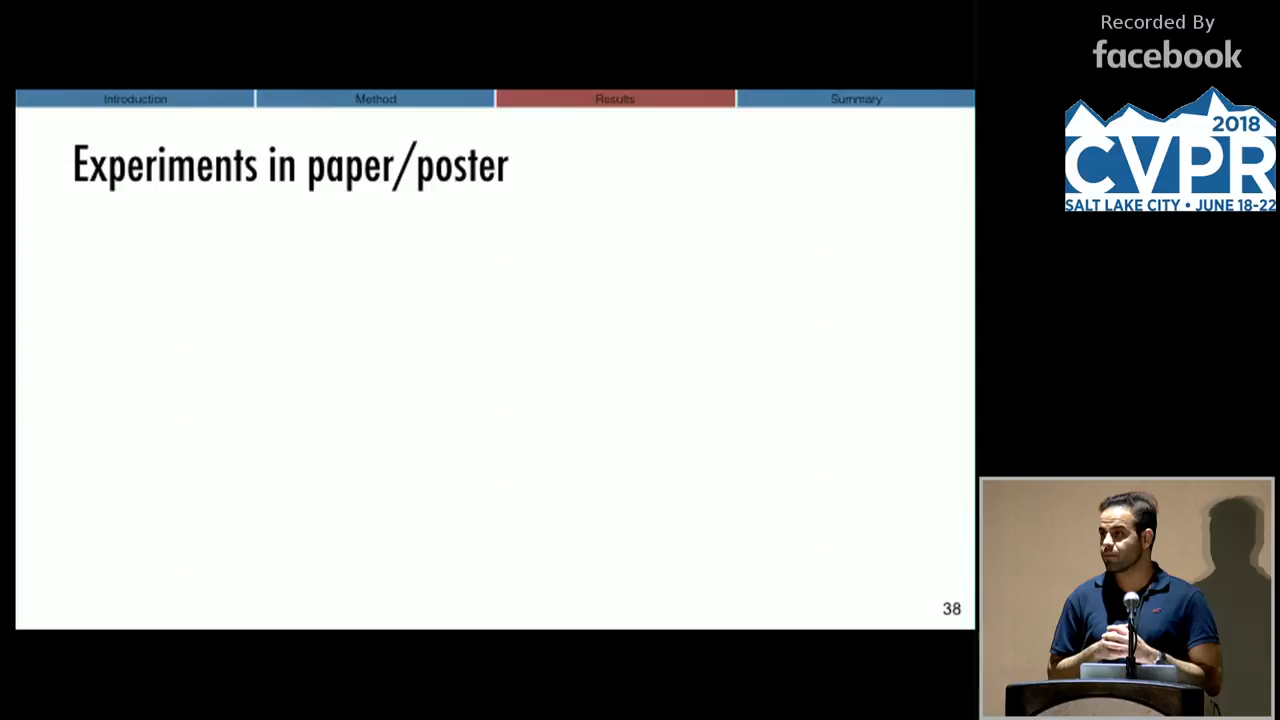 Recorded By
facebook
Introduction
Method
Results
Summary
2018
CVPR
SALT LAKE CITY • JUNE 18-22
Experiments in paper/poster
38